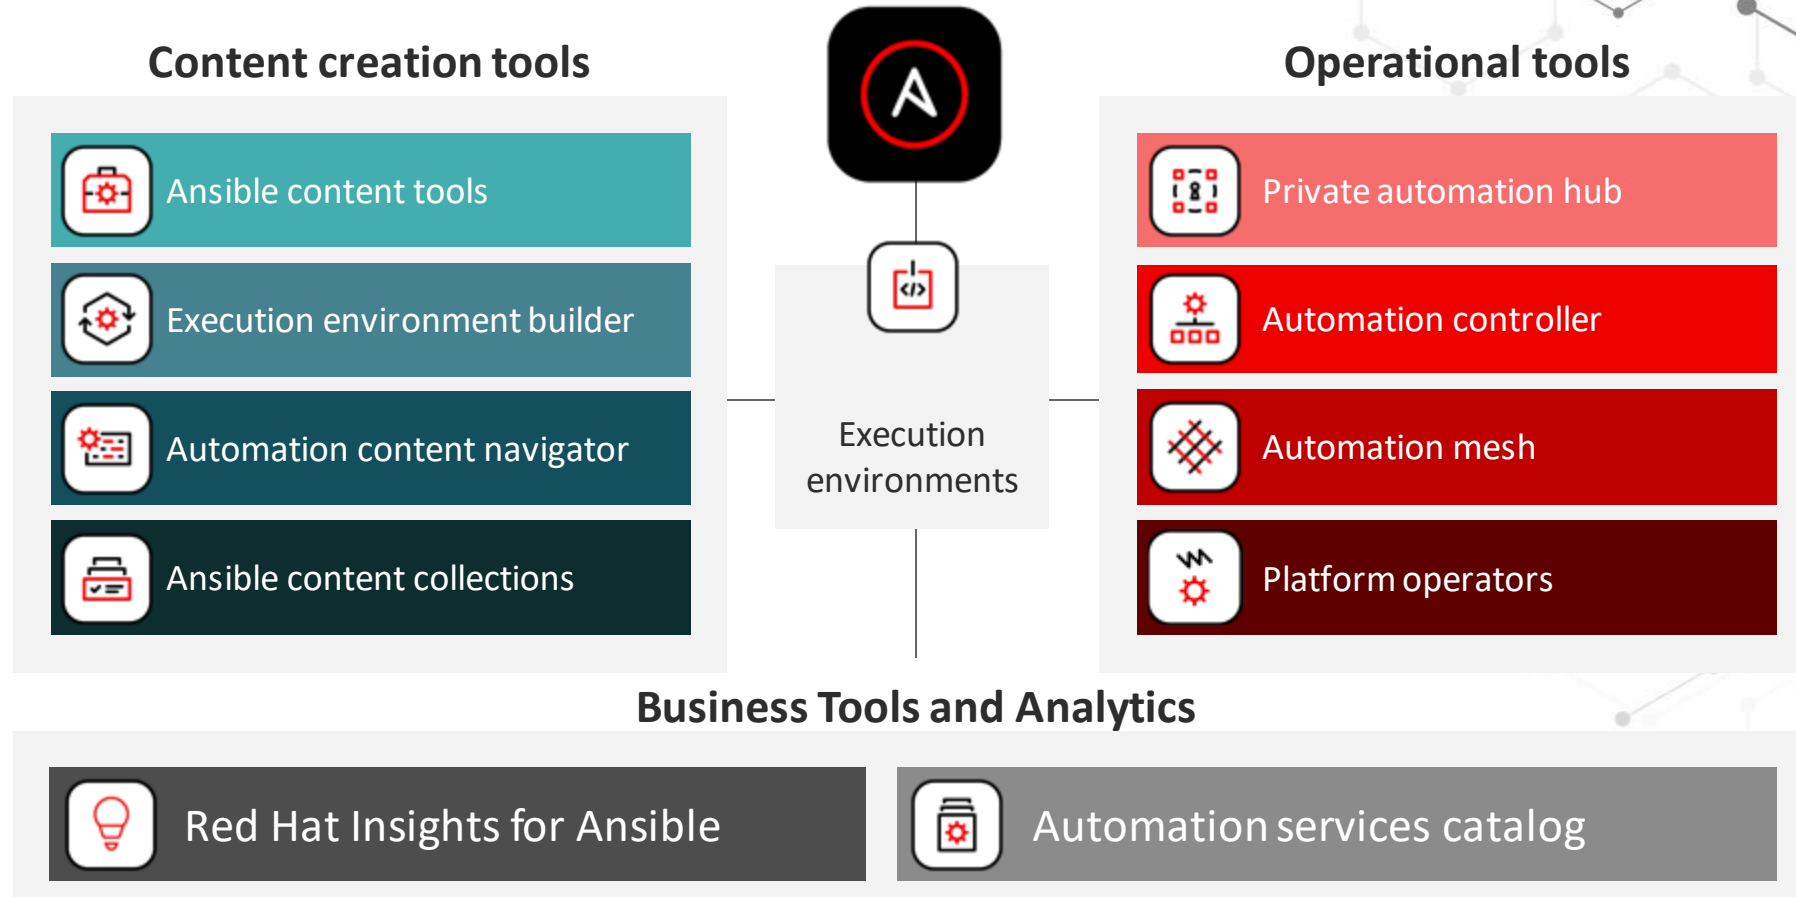 Content creation tools
Ansible content tools
Execution environment builder
Automation content navigator
Ansible content collections
</>
Execution
environments
Operational tools
Private automation hub
Automation controller
Automation mesh
Platform operators
Business Tools and Analytics
Red Hat Insights for Ansible
Automation services catalog